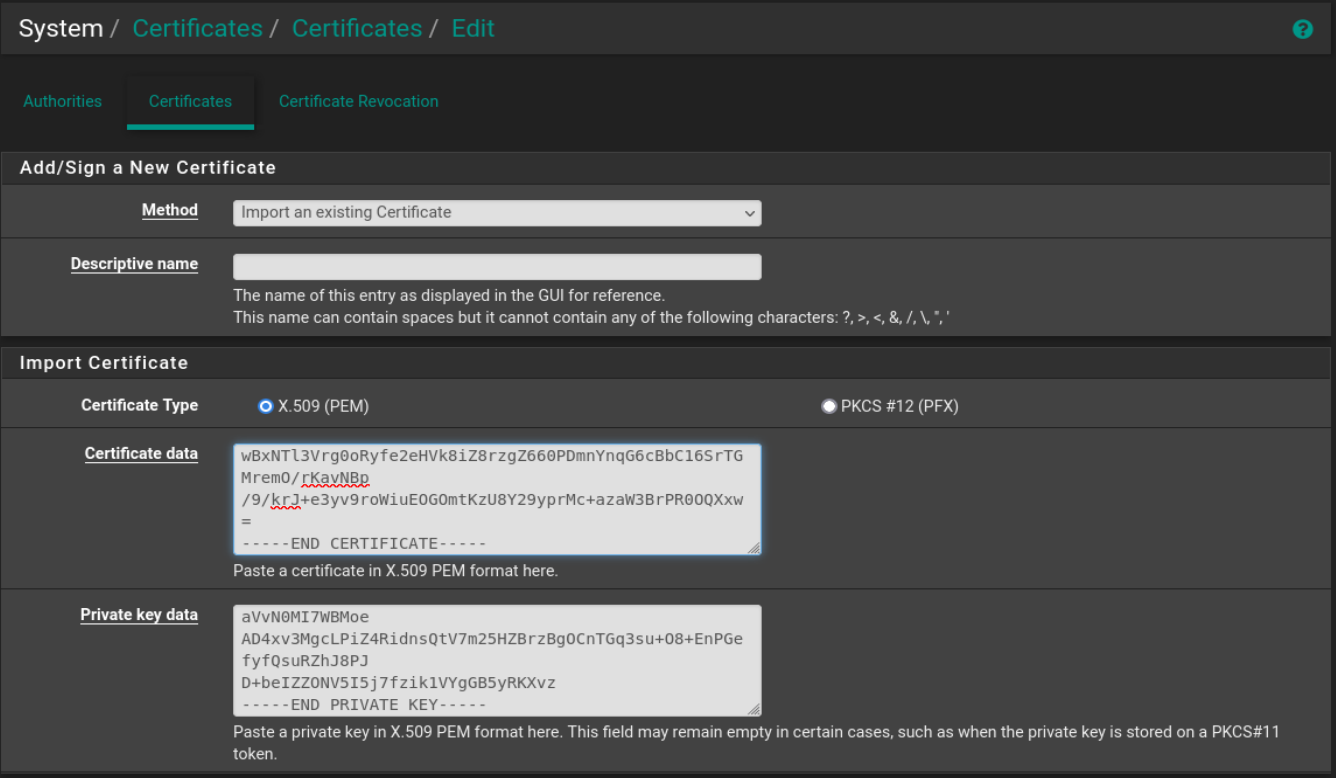 System / Certificates / Certificates / Edit
?
Authorities Certificates Certificate Revocation
Add/Sign a New Certificate
Method Import an existing Certificate
Descriptive name
The name of this entry as displayed in the GUI for reference.
This name can contain spaces but it cannot contain any of the following characters: ?, >, <, &, /, \, ", '
Import Certificate
Certificate Type X.509 (PEM) PKCS #12 (PFX)
Certificate data
wBxNTl3Vrg0oRyfe2eHVk8iZ8rzgZ660PDmnYnqG6cBbC16SrTG
MremO/rKavNBp
/9/krJ+e3yv9roWiuEOGOmtKzU8Y29yprMc+azaW3BrPR0OQXxw
=
-----END CERTIFICATE-----
Paste a certificate in X.509 PEM format here.
Private key data
aVvN0MI7WBMoe
AD4xv3MgcLPiZ4RidnsQtV7m25HZBrzBgOCnTGq3su+O8+EnPGe
fyfQsuRZhJ8PJ
D+beIZZONV5I5j7fzik1VYgGB5yRKXvz
-----END PRIVATE KEY-----
Paste a private key in X.509 PEM format here. This field may remain empty in certain cases, such as when the private key is stored on a PKCS#11
token.